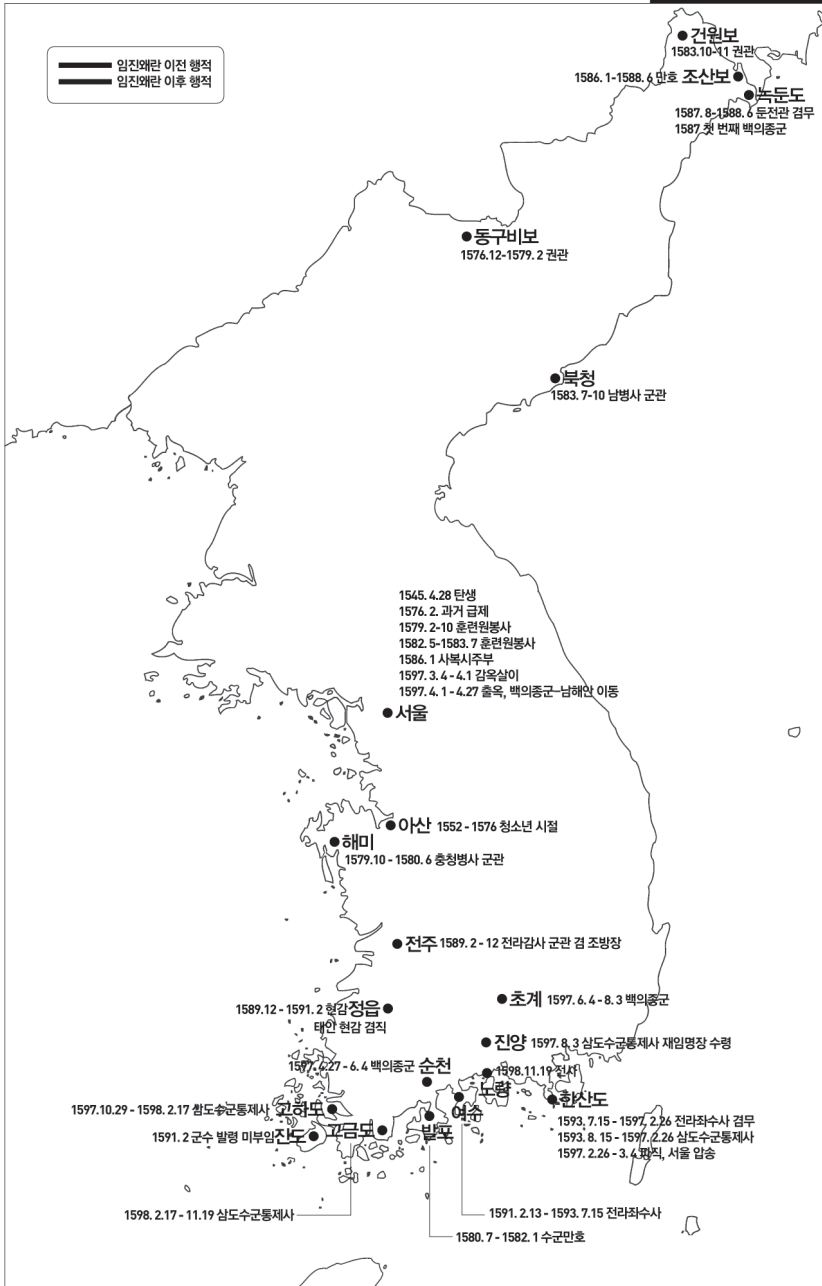 임진왜란 이전 행적
임진왜란 이후 행적
건원보
1583.10-11 권관
1586. 1-1588. 6 만호 조산보
녹둔도
1587. 8-1588. 6 둔전관 겸무
1587 첫 번째 백의종군
동구비보
1576.12-1579. 2 권관
북청
1583. 7-10 남병사 군관
1545. 4.28 탄생
1576. 2. 과거 급제
1579. 2-10 훈련원봉사
1582. 5-1583. 7 훈련원봉사
1586. 1 사복시주부
1597. 3. 4 - 4.1 감옥살이
1597. 4. 1 - 4.27 출옥, 백의종군-남해안 이동
서울
아산 1552 - 1576 청소년 시절
해미
1579.10 - 1580. 6 충청병사 군관
전주 1589. 2 - 12 전라감사 군관 겸 조방장
초계 1597. 6. 4 - 8. 3 백의종군
1589.12 - 1591. 2 현감 정읍
태안 현감 겸직
진양 1597. 8. 3 삼도수군통제사 재임명장 수령
1597. 4.27 - 6. 4 백의종군 순천
1598.11.19 전사
노량
한산도
1593. 7.15 - 1597. 2.26 전라좌수사 겸무
1593. 8.15 - 1597. 2.26 삼도수군통제사
1597. 2.26 - 3. 4 파직, 서울 압송
여수
1597.10.29 - 1598. 2.17 삼도수군통제사 고하도
발포
고금도
1591. 2 군수 발령 미부임 진도
1598. 2.17 - 11.19 삼도수군통제사
1591. 2.13 - 1593. 7.15 전라좌수사
1580. 7 - 1582. 1 수군만호